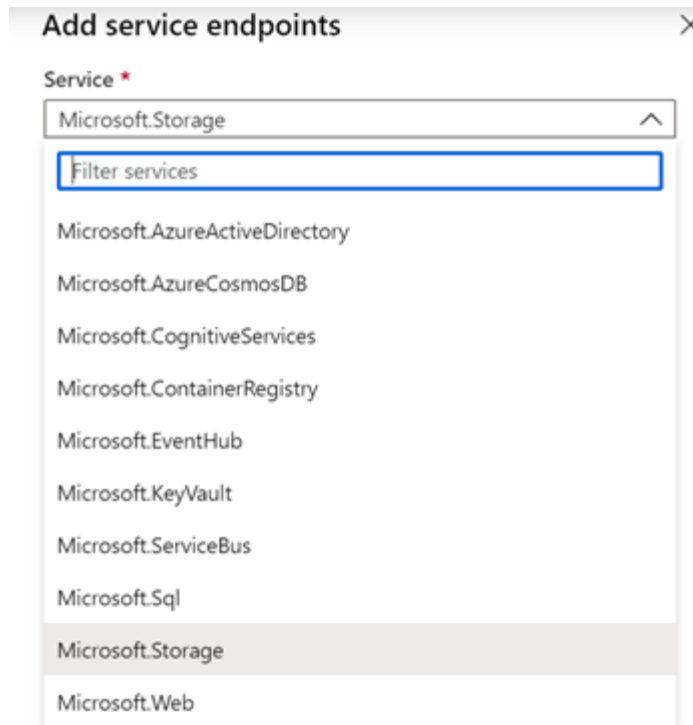 Add service endpoints
Service *
Microsoft.Storage
Filter services
Microsoft.AzureActiveDirectory
Microsoft.AzureCosmosDB
Microsoft.CognitiveServices
Microsoft.ContainerRegistry
Microsoft.EventHub
Microsoft.KeyVault
Microsoft.ServiceBus
Microsoft.Sql
Microsoft.Storage
Microsoft.Web